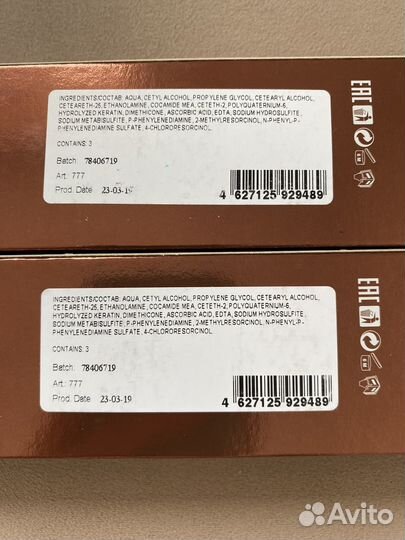 INGREDIENTS/СОСТАВ: AQUA, CETYL ALCOHOL, PROPYLENE GLYCOL, CETEARYL ALCOHOL,
CETEARETH-25, ETHANOLAMINE, COCAMIDE MEA, CETETH-2, POLYQUATERNIUM-6,
HYDROLYZED KERATIN, DIMETHICONE, ASCORBIC ACID, EDTA, SODIUM HYDROSULFITE,
SODIUM METABISULFITE, P-PHENYLENEDIAMINE, 2-METHYLRESORCINOL, N-PHENYL-P-
PHENYLENEDIAMINE SULFATE, 4-CHLORORESORCINOL
CONTAINS: 3
Batch: 78406719
Art.: 777
Prod. Date 23-03-19
4 627125 929489
EAC
6 M
INGREDIENTS/СОСТАВ: AQUA, CETYL ALCOHOL, PROPYLENE GLYCOL, CETEARYL ALCOHOL,
CETEARETH-25, ETHANOLAMINE, COCAMIDE MEA, CETETH-2, POLYQUATERNIUM-6,
HYDROLYZED KERATIN, DIMETHICONE, ASCORBIC ACID, EDTA, SODIUM HYDROSULFITE,
SODIUM METABISULFITE, P-PHENYLENEDIAMINE, 2-METHYLRESORCINOL, N-PHENYL-P-
PHENYLENEDIAMINE SULFATE, 4-CHLORORESORCINOL
CONTAINS: 3
Batch: 78406719
Art.: 777
Prod. Date 23-03-19
4 627125 929489
EAC
6 M
Avito